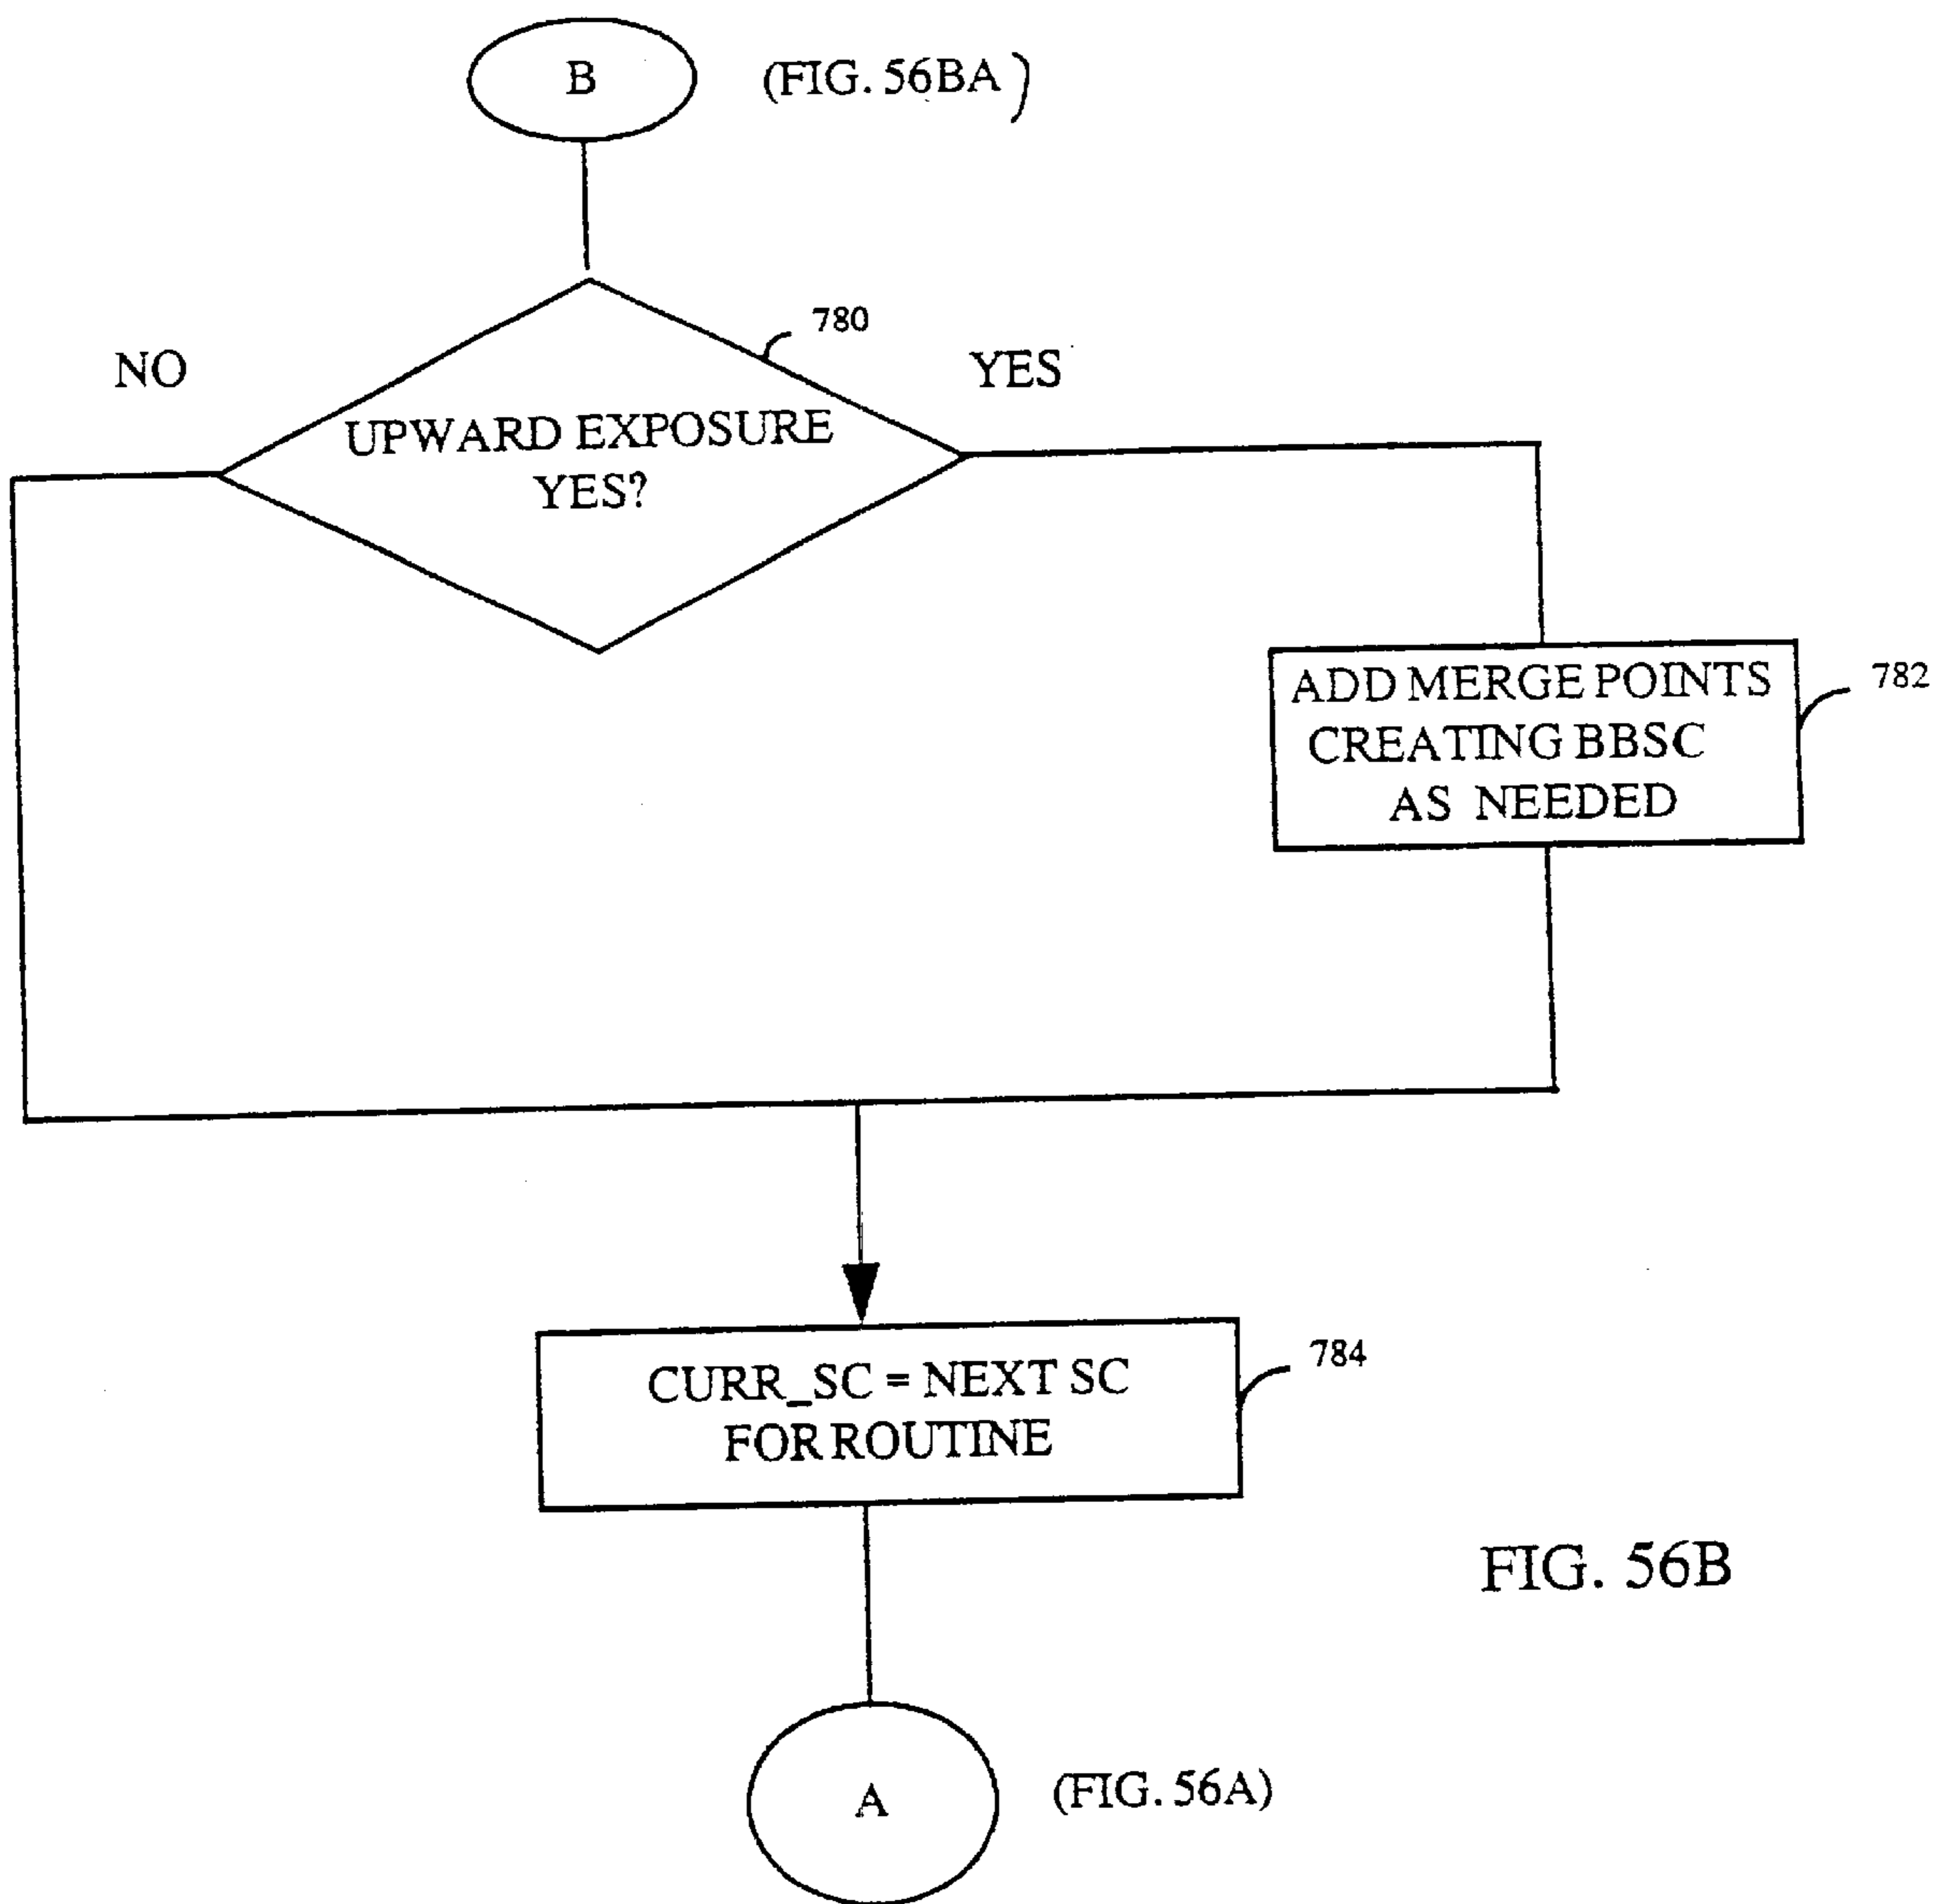 B (FIG. 56BA)
780
NO
YES
UPWARD EXPOSURE
YES?
ADD MERGE POINTS
CREATING BBSC
AS NEEDED
782
CURR_SC = NEXT SC
FOR ROUTINE
784
FIG. 56B
A (FIG. 56A)